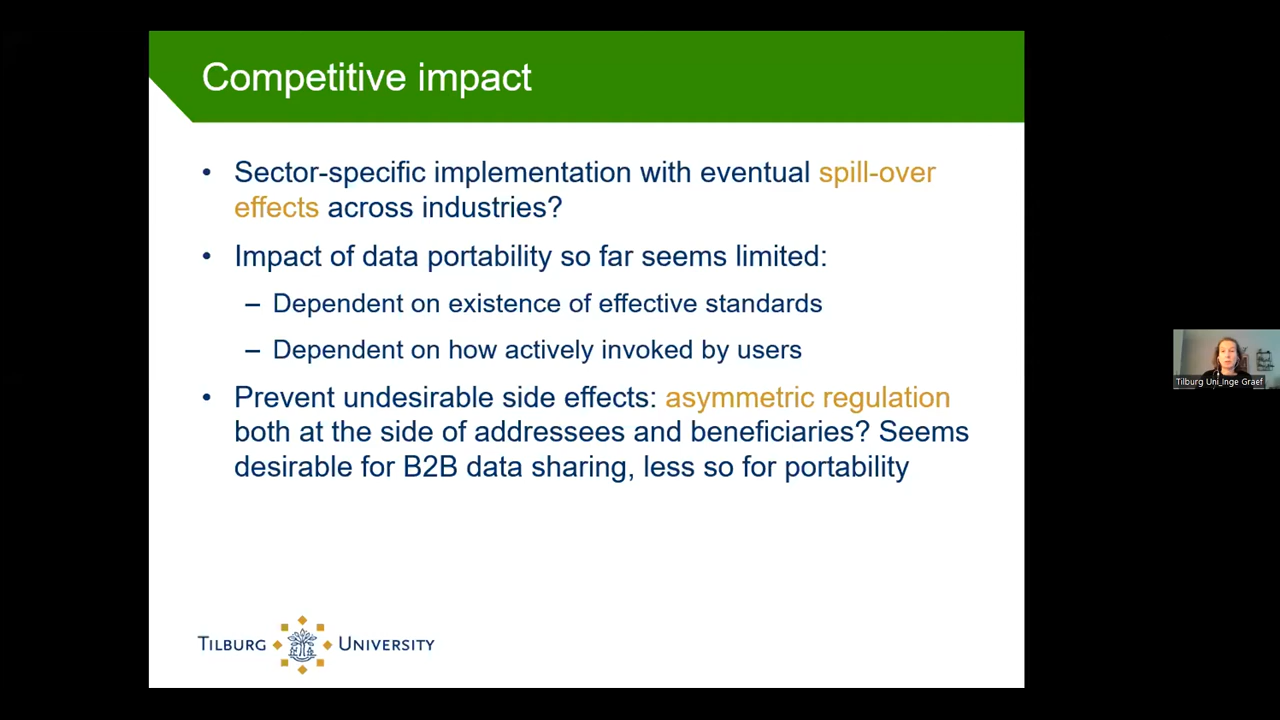 Competitive impact
• Sector-specific implementation with eventual spill-over
effects across industries?
• Impact of data portability so far seems limited:
– Dependent on existence of effective standards
– Dependent on how actively invoked by users
• Prevent undesirable side effects: asymmetric regulation
both at the side of addressees and beneficiaries? Seems
desirable for B2B data sharing, less so for portability
Tilburg Uni_Inge Graef
TILBURG UNIVERSITY